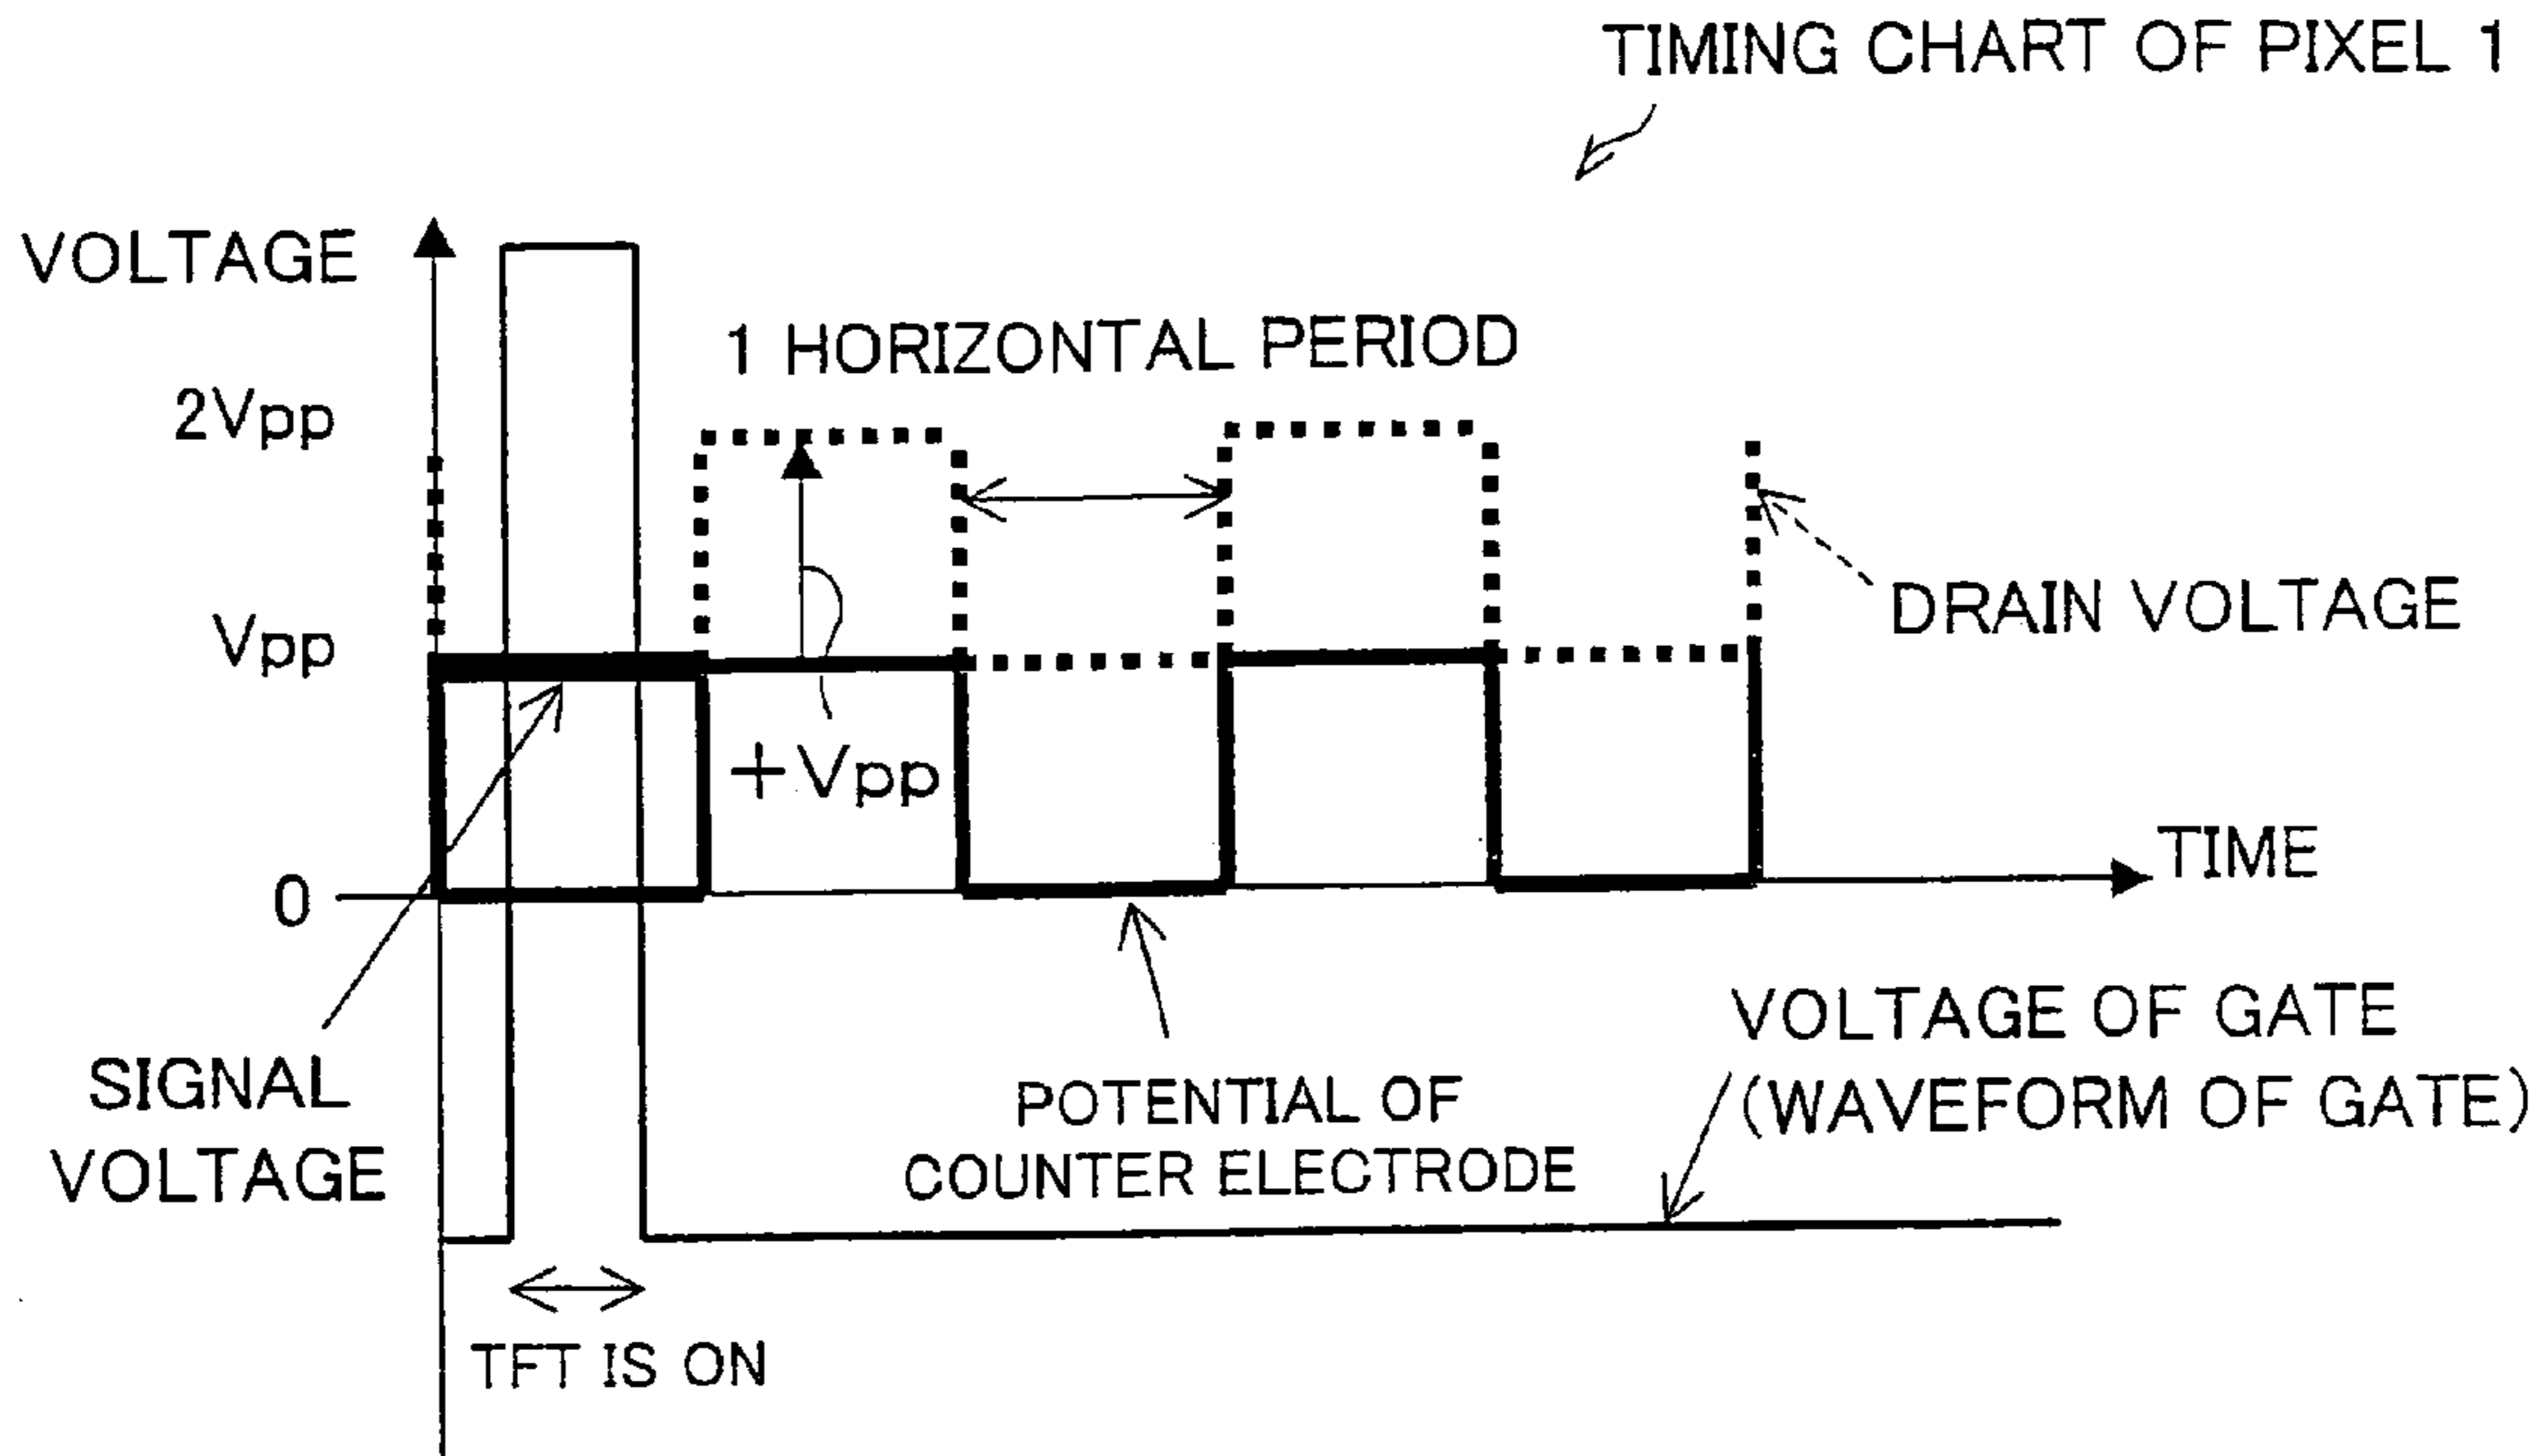 TIMING CHART OF PIXEL 1
VOLTAGE
1 HORIZONTAL PERIOD
2Vpp
Vpp
DRAIN VOLTAGE
+Vpp
TIME
0
VOLTAGE OF GATE
(WAVEFORM OF GATE)
SIGNAL
VOLTAGE
POTENTIAL OF
COUNTER ELECTRODE
TFT IS ON